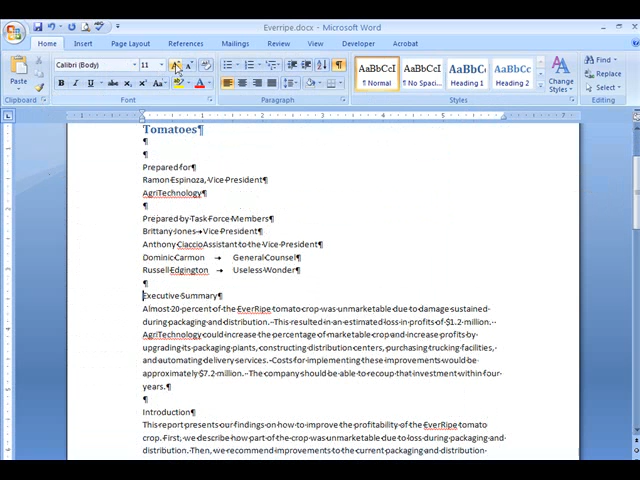 Everripe.docx - Microsoft Word
Home Insert Page Layout References Mailings Review View Developer Acrobat
Calibri (Body) 11
Paste
Clipboard Font Paragraph Styles Editing
AaBbCcI AaBbCcI AaBbC AaBbCc
¶ Normal ¶ No Spaci... Heading 1 Heading 2
Change Styles
Find
Replace
Select
Tomatoes¶
¶
¶
Prepared·for¶
Ramon·Espinoza,·Vice·President¶
AgriTechnology¶
¶
Prepared·by·Task·Force·Members¶
Brittany·Jones→Vice·President¶
Anthony·CiaccioAssistant·to·the·Vice·President¶
Dominic·Carmon → General·Counsel¶
Russell·Edgington → Useless·Wonder¶
¶
Executive·Summary¶
Almost·20·percent·of·the·EverRipe·tomato·crop·was·unmarketable·due·to·damage·sustained·
during·packaging·and·distribution.··This·resulted·in·an·estimated·loss·in·profits·of·$1.2·million.··
AgriTechnology·could·increase·the·percentage·of·marketable·crop·and·increase·profits·by·
upgrading·its·packaging·plants,·constructing·distribution·centers,·purchasing·trucking·facilities,·
and·automating·delivery·services.··Costs·for·implementing·these·improvements·would·be·
approximately·$7.2·million.··The·company·should·be·able·to·recoup·that·investment·within·four·
years.¶
¶
Introduction¶
This·report·presents·our·findings·on·how·to·improve·the·profitability·of·the·EverRipe·tomato·
crop.·First,·we·describe·how·part·of·the·crop·was·unmarketable·due·to·loss·during·packaging·and·
distribution.·Then,·we·recommend·improvements·to·the·current·packaging·and·distribution·